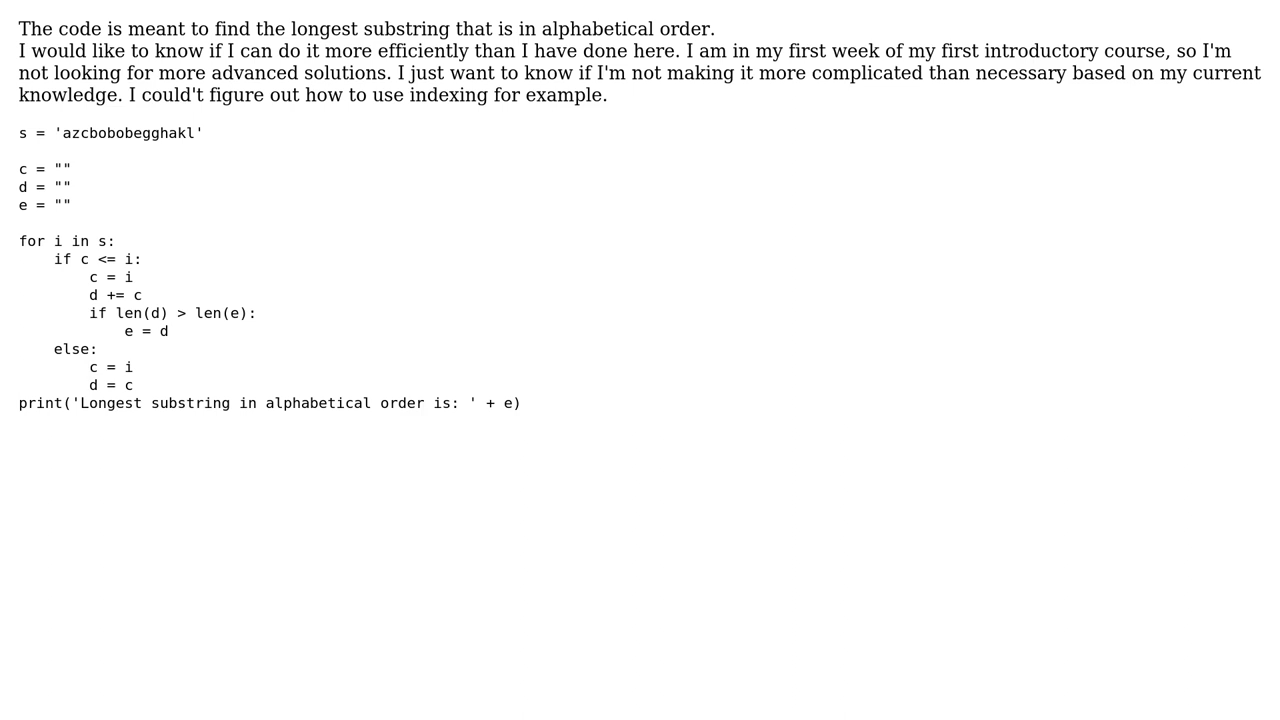 The code is meant to find the longest substring that is in alphabetical order.
I would like to know if I can do it more efficiently than I have done here. I am in my first week of my first introductory course, so I'm
not looking for more advanced solutions. I just want to know if I'm not making it more complicated than necessary based on my current
knowledge. I could't figure out how to use indexing for example.

s = 'azcbobobegghakl'

c = ""
d = ""
e = ""

for i in s:
    if c <= i:
        c = i
        d += c
        if len(d) > len(e):
            e = d
    else:
        c = i
        d = c
print('Longest substring in alphabetical order is: ' + e)